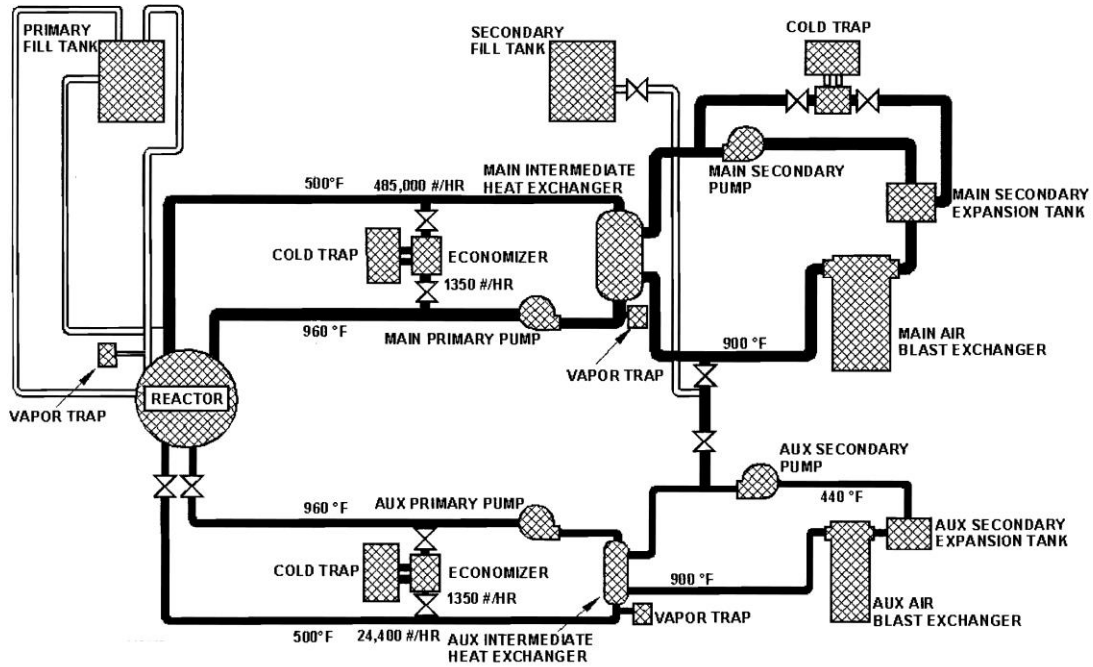 PRIMARY
FILL TANK
SECONDARY
FILL TANK
COLD TRAP
MAIN INTERMEDIATE
HEAT EXCHANGER
MAIN SECONDARY
PUMP
MAIN SECONDARY
EXPANSION TANK
500°F
485,000 #/HR
COLD TRAP
ECONOMIZER
1350 #/HR
960 °F
MAIN PRIMARY PUMP
VAPOR TRAP
900 °F
MAIN AIR
BLAST EXCHANGER
REACTOR
VAPOR TRAP
AUX SECONDARY
PUMP
440 °F
960 °F
AUX PRIMARY PUMP
AUX SECONDARY
EXPANSION TANK
COLD TRAP
ECONOMIZER
1350 #/HR
900 °F
VAPOR TRAP
AUX AIR
BLAST EXCHANGER
500°F
24,400 #/HR
AUX INTERMEDIATE
HEAT EXCHANGER